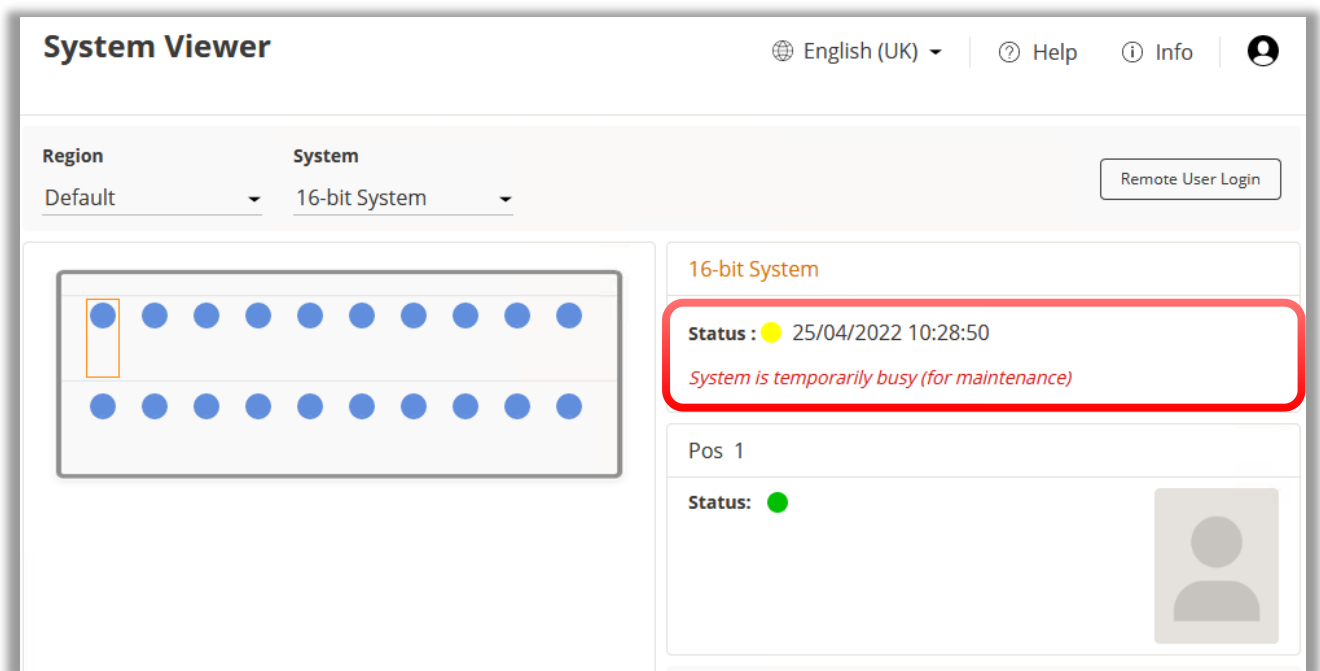 System Viewer
English (UK)
Help
Info
Region
System
Default
16-bit System
Remote User Login
16-bit System
Status : 25/04/2022 10:28:50
System is temporarily busy (for maintenance)
Pos 1
Status: